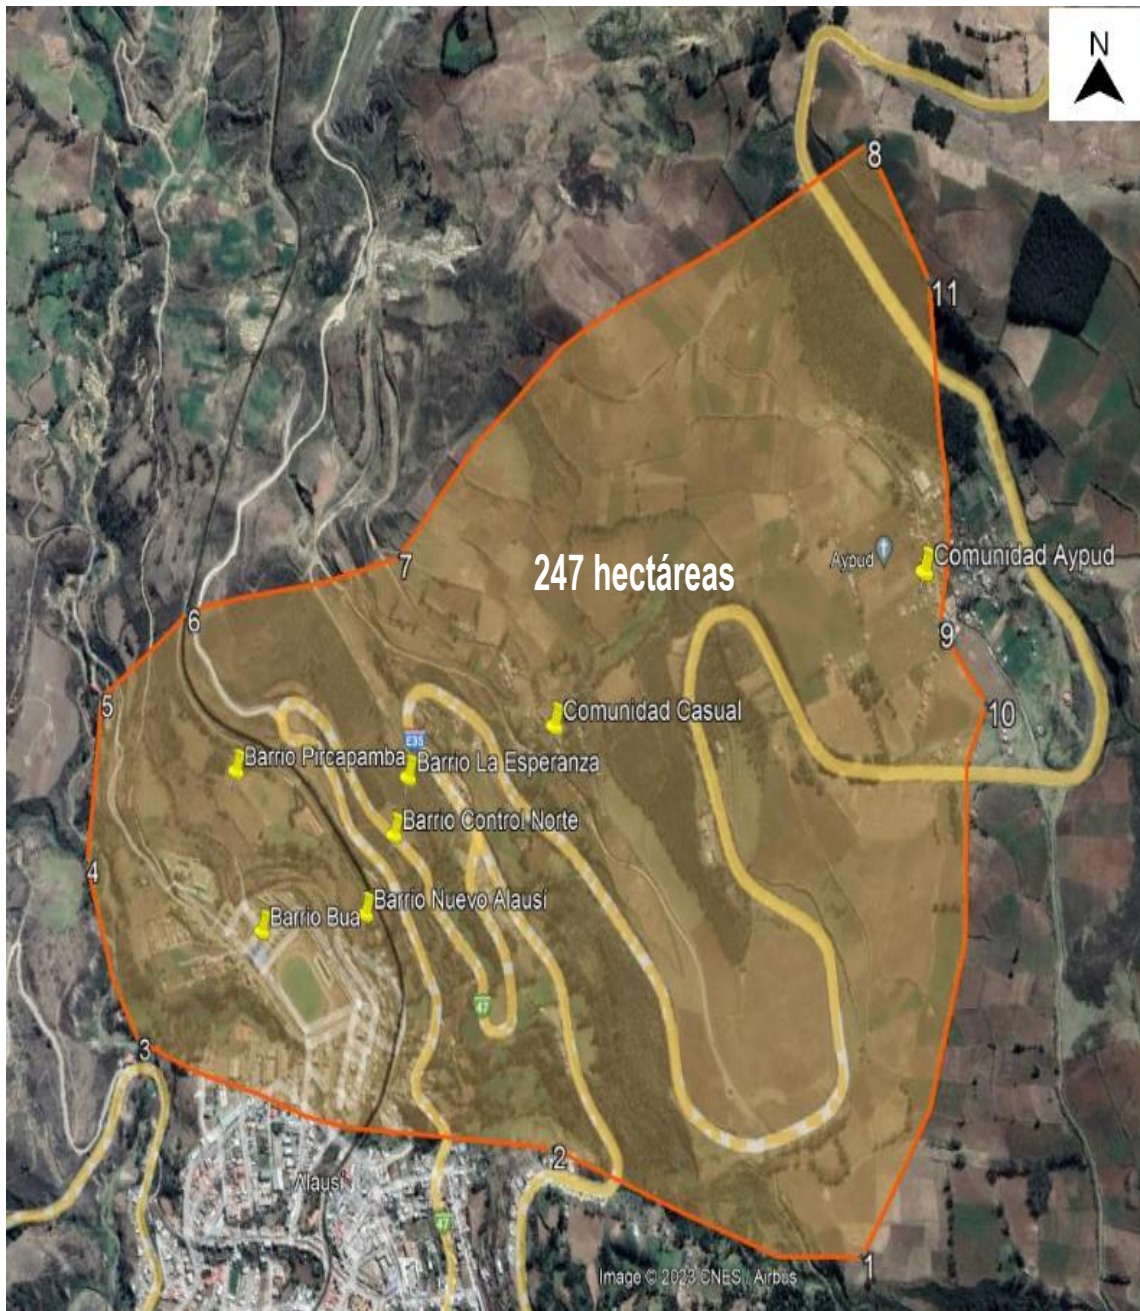 N
8
11
Aypud
Comunidad Aypud
7
247 hectáreas
6
9
5
Comunidad Casual
10
E35
Barrio Pircapamba
Barrio La Esperanza
Barrio Control Norte
4
Barrio Nuevo Alausí
Barrio Bua
47
3
2
Alausí
47
1
Image © 2023 CNES / Airbus